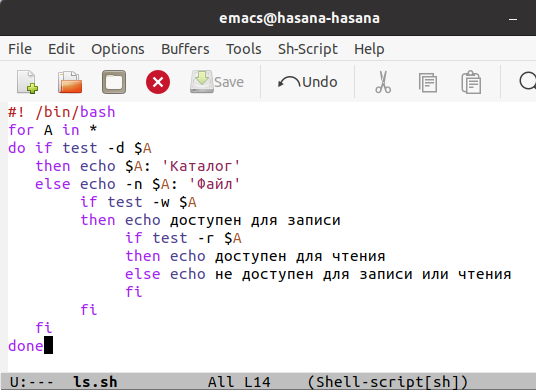 emacs@hasana-hasana
File Edit Options Buffers Tools Sh-Script Help
Save Undo
#! /bin/bash
for A in *
do if test -d $A
   then echo $A: 'Каталог'
   else echo -n $A: 'Файл'
        if test -w $A
        then echo доступен для записи
             if test -r $A
             then echo доступен для чтения
             else echo не доступен для записи или чтения
             fi
        fi
   fi
done
U:--- ls.sh All L14 (Shell-script[sh])